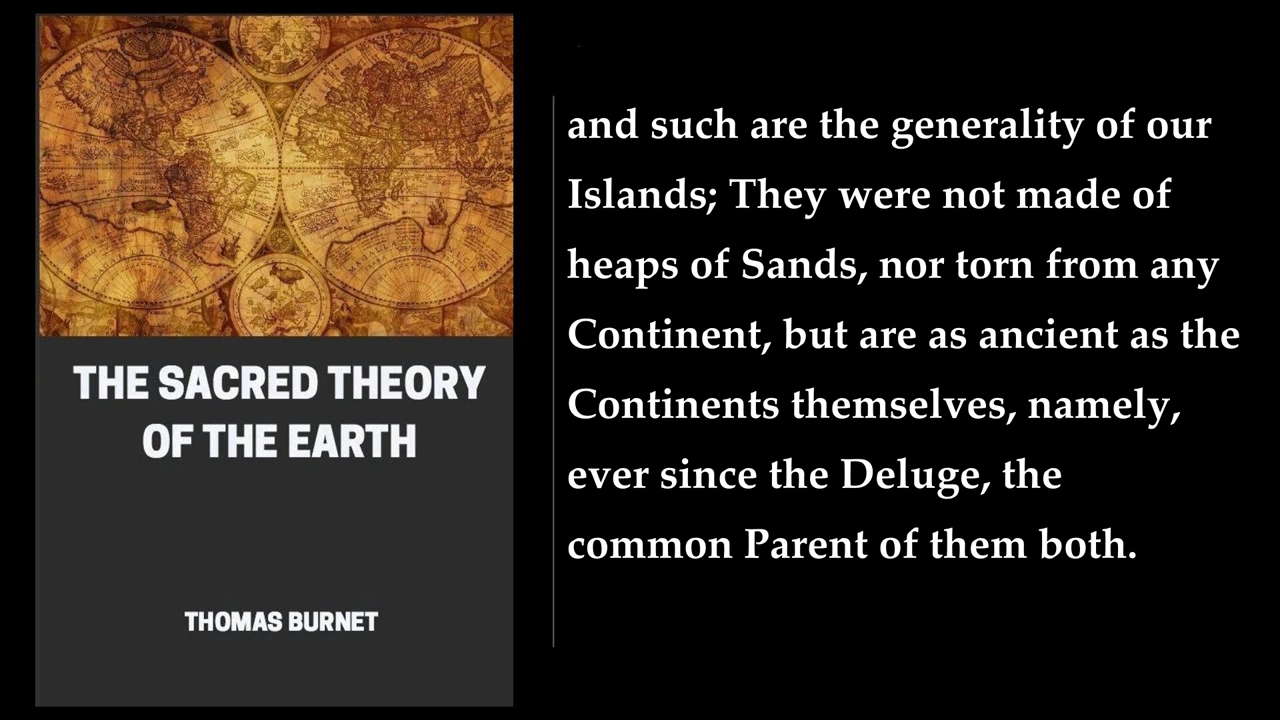 THE SACRED THEORY
OF THE EARTH
THOMAS BURNET
and such are the generality of our
Islands; They were not made of
heaps of Sands, nor torn from any
Continent, but are as ancient as the
Continents themselves, namely,
ever since the Deluge, the
common Parent of them both.